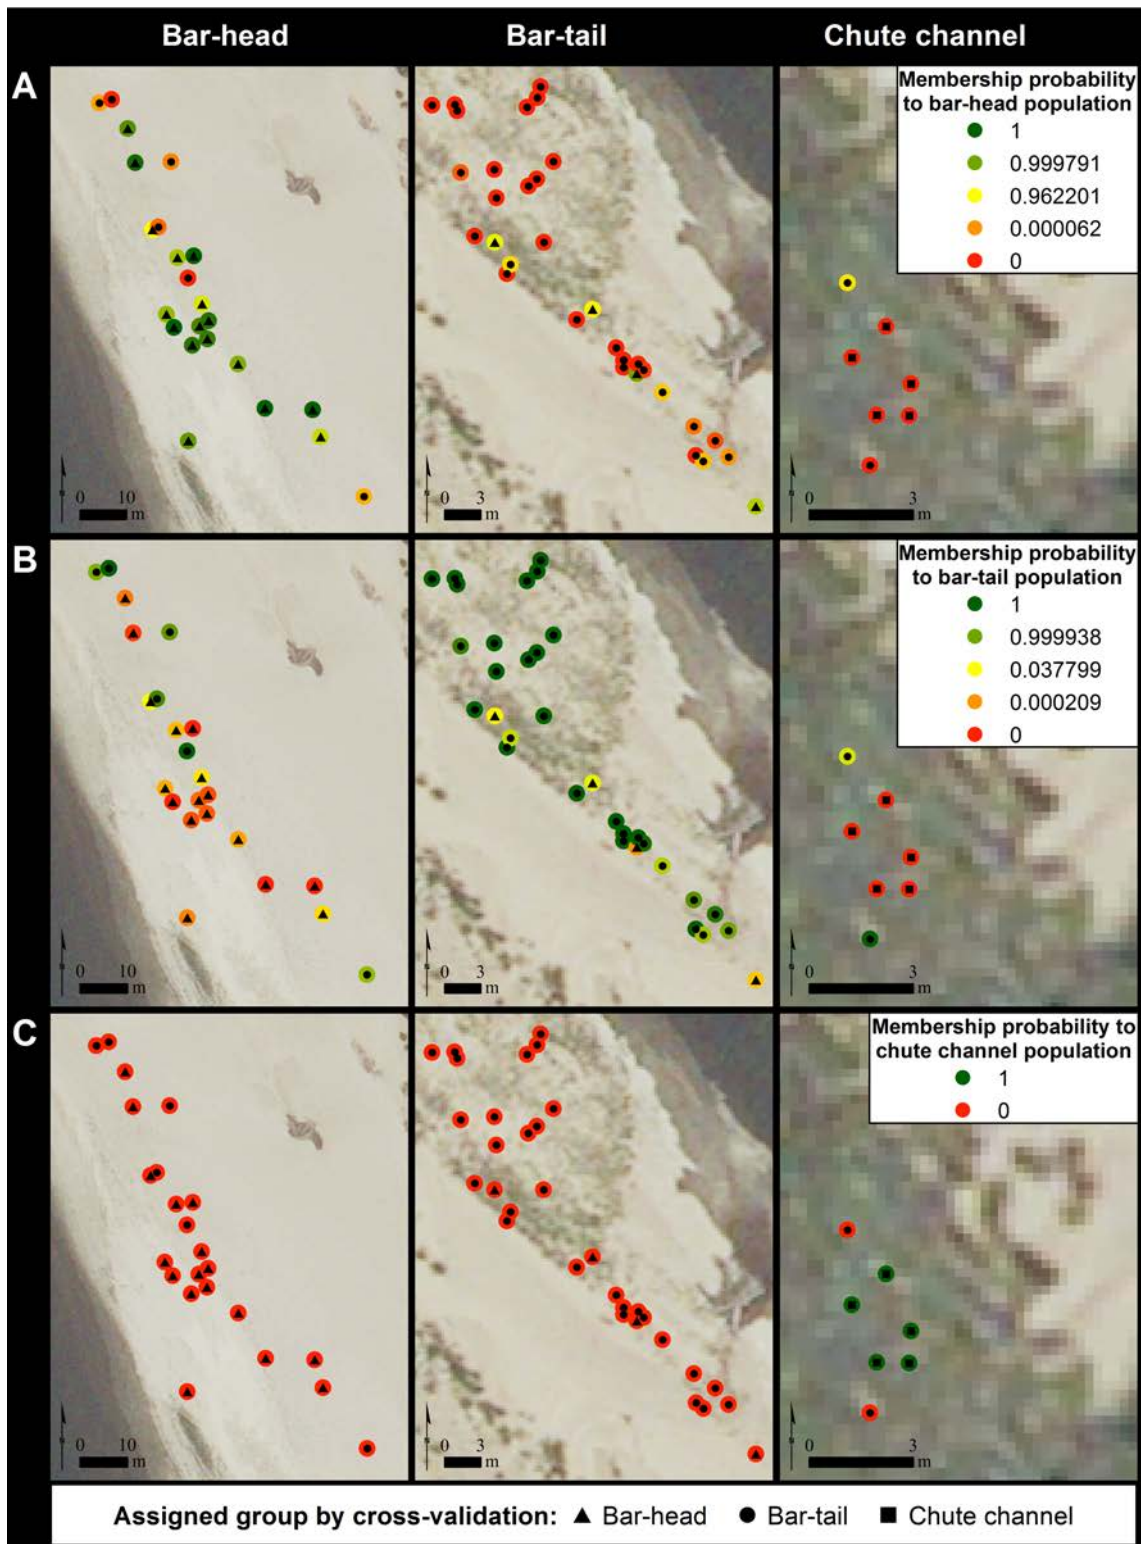 Bar-head Bar-tail Chute channel
A
Membership probability
to bar-head population
1
0.999791
0.962201
0.000062
0
0 10 m
0 3 m
0 3 m
B
Membership probability
to bar-tail population
1
0.999938
0.037799
0.000209
0
0 10 m
0 3 m
0 3 m
C
Membership probability to
chute channel population
1
0
0 10 m
0 3 m
0 3 m
Assigned group by cross-validation: Bar-head Bar-tail Chute channel